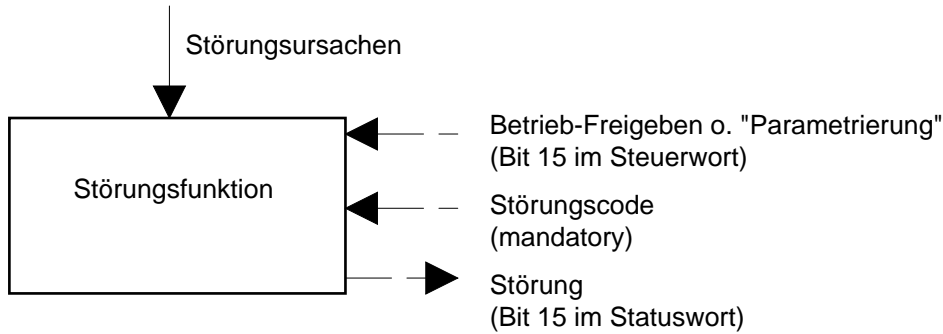 Störungsursachen
Betrieb-Freigeben o. "Parametrierung"
(Bit 15 im Steuerwort)
Störungsfunktion
Störungscode
(mandatory)
Störung
(Bit 15 im Statuswort)